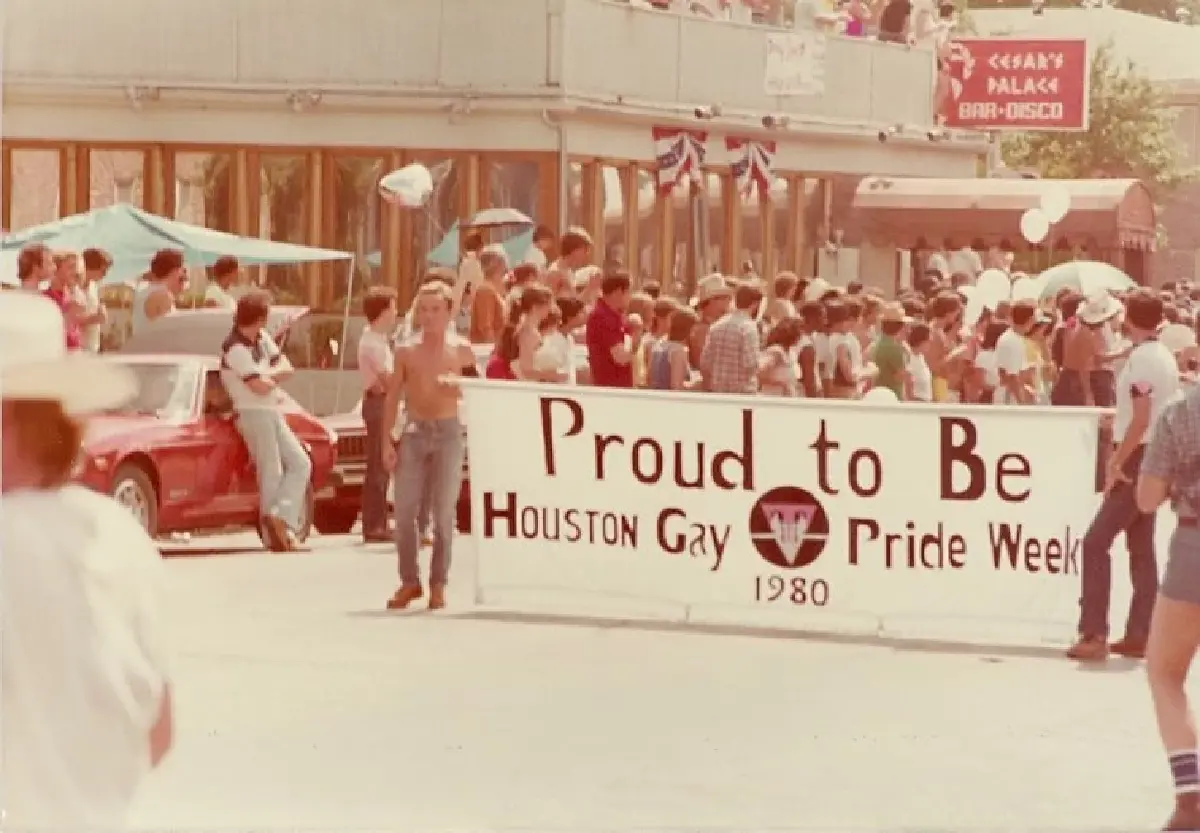 CESAR'S
PALACE
BAR•DISCO
Proud to Be
HOUSTON GAY PRIDE WEEK
1980